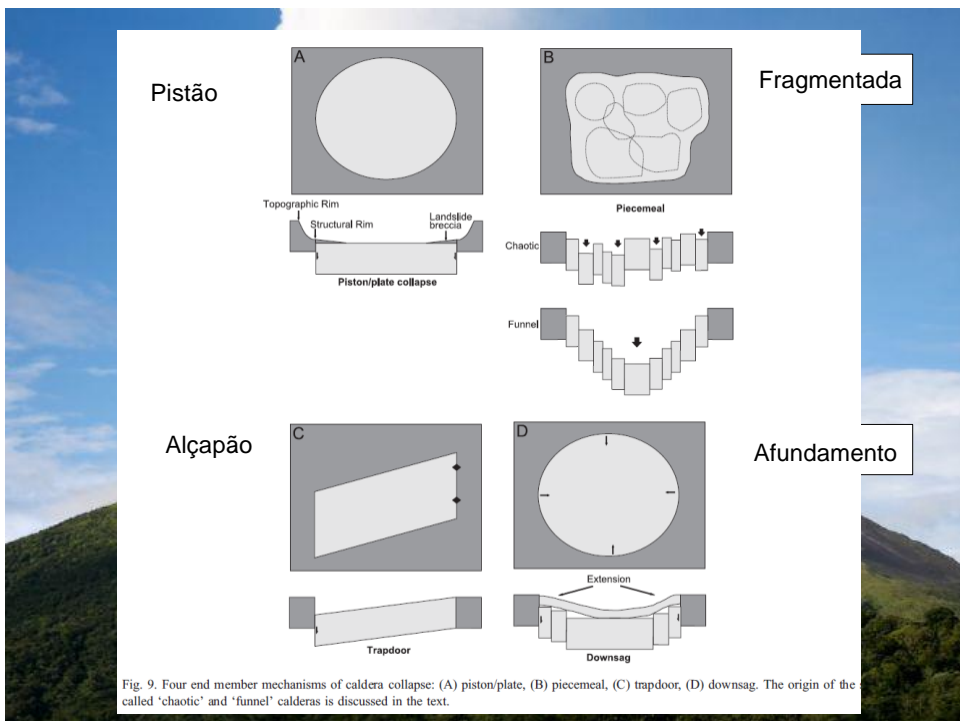 Pistão
A
B
Fragmentada
Topographic Rim
Structural Rim
Landslide
breccia
Piston/plate collapse
Piecemeal
Chaotic
Funnel
Alçapão
C
D
Afundamento
Extension
Trapdoor
Downsag
Fig. 9. Four end member mechanisms of caldera collapse: (A) piston/plate, (B) piecemeal, (C) trapdoor, (D) downsag. The origin of the
called ‘chaotic’ and ‘funnel’ calderas is discussed in the text.